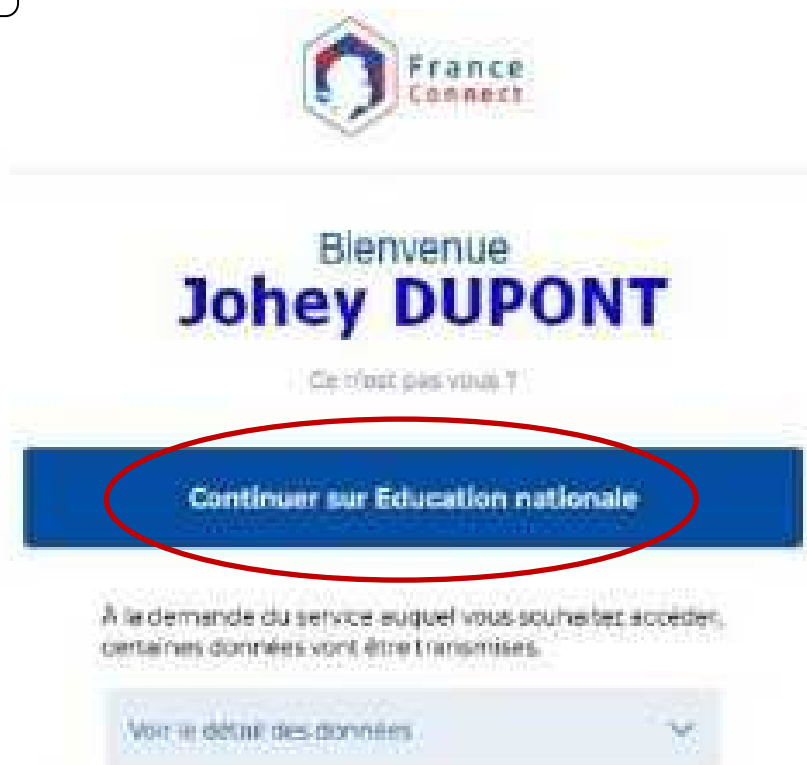 France
Connect
Bienvenue
Johey DUPONT
Ce n'est pas vous ?
Continuer sur Education nationale
À la demande du service auquel vous souhaitez accéder,
certaines données vont être transmises.
Voir le détail des données